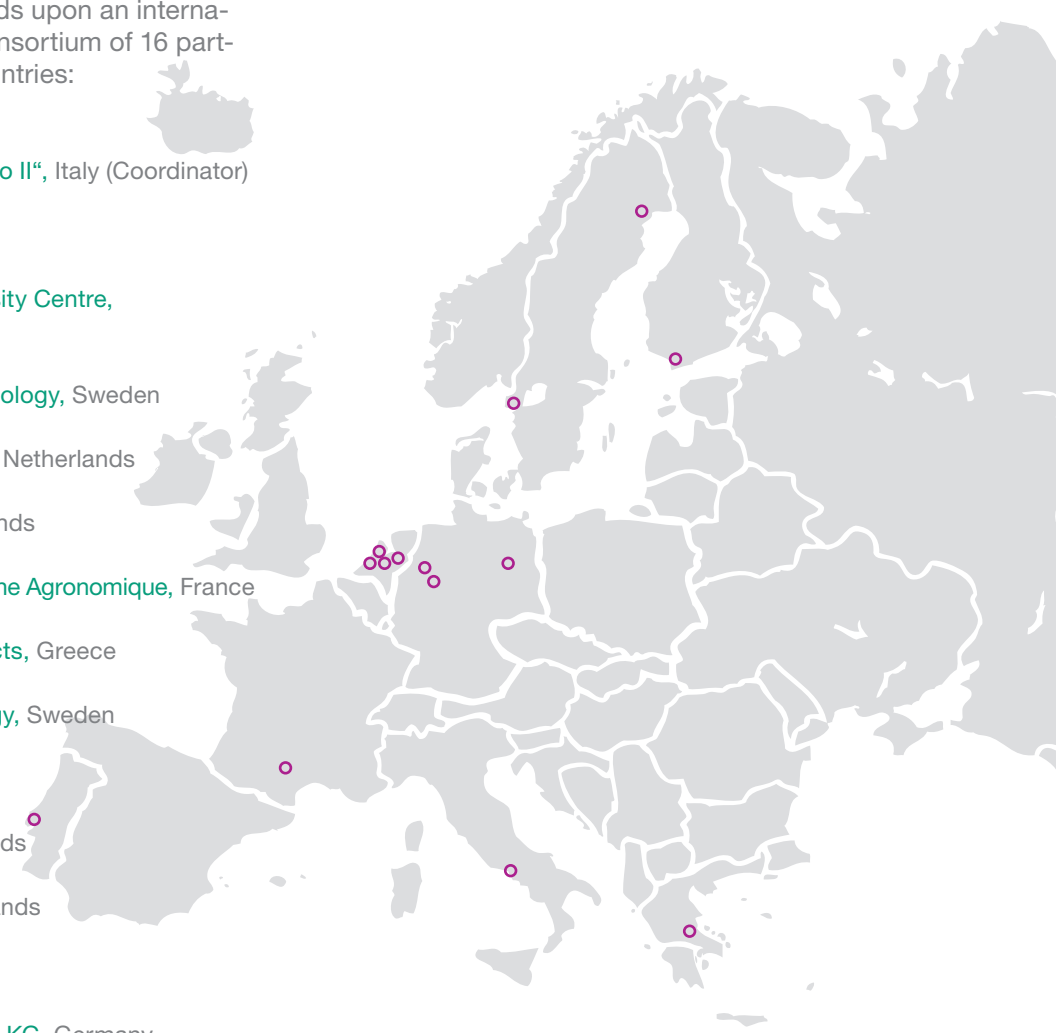 ds upon an interna-
nsortium of 16 part-
ntries:
o II“, Italy (Coordinator)
ity Centre,
ology, Sweden
Netherlands
nds
ne Agronomique, France
cts, Greece
gy, Sweden
ds
nds
KG, Germany